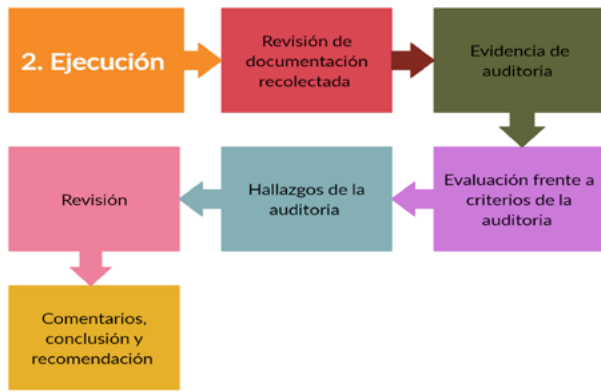 2. Ejecución
Revisión de
documentación
recolectada
Evidencia de
auditoria
Evaluación frente a
criterios de la
auditoria
Hallazgos de la
auditoria
Revisión
Comentarios,
conclusión y
recomendación